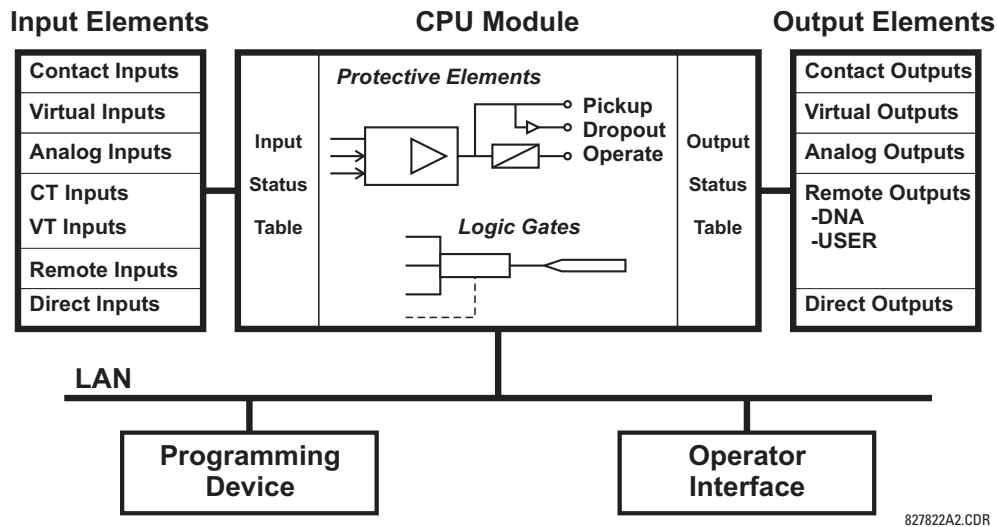 Input Elements
CPU Module
Output Elements
Contact Inputs
Virtual Inputs
Analog Inputs
CT Inputs
VT Inputs
Remote Inputs
Direct Inputs
Input
Status
Table
Protective Elements
Pickup
Dropout
Operate
Logic Gates
Output
Status
Table
Contact Outputs
Virtual Outputs
Analog Outputs
Remote Outputs
-DNA
-USER
Direct Outputs
LAN
Programming
Device
Operator
Interface
827822A2.CDR